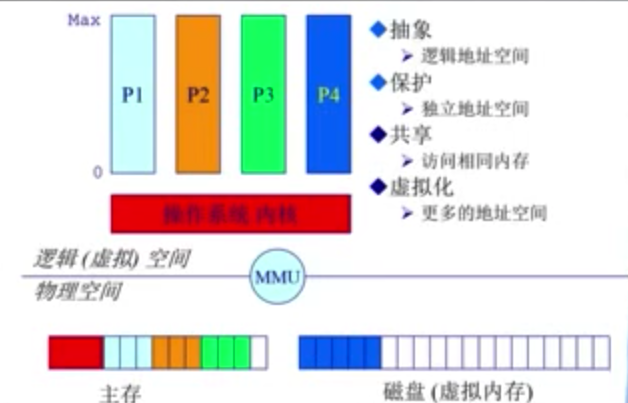 Max
P1
P2
P3
P4
0
操作系统 内核
◆抽象
➢ 逻辑地址空间
◆保护
➢ 独立地址空间
◆共享
➢ 访问相同内存
◆虚拟化
➢ 更多的地址空间
逻辑 (虚拟) 空间
MMU
物理空间
主存
磁盘 (虚拟内存)